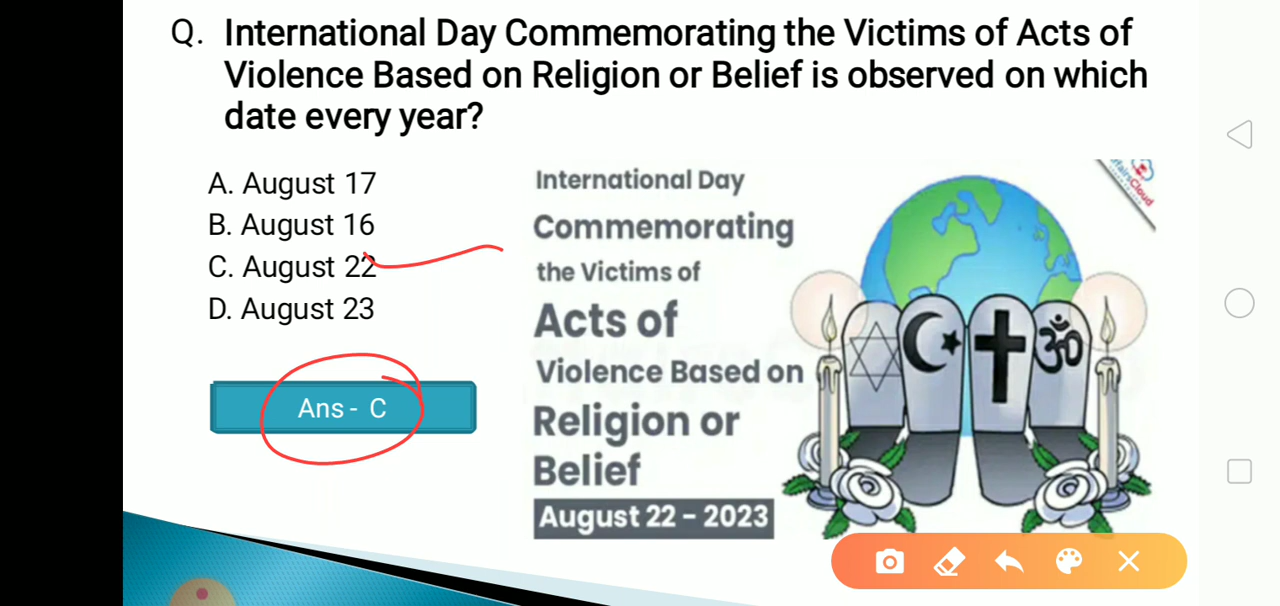 Q. International Day Commemorating the Victims of Acts of
Violence Based on Religion or Belief is observed on which
date every year?
A. August 17
B. August 16
C. August 22
D. August 23
Ans - C
International Day
Commemorating
the Victims of
Acts of
Violence Based on
Religion or
Belief
August 22 - 2023
ॐ